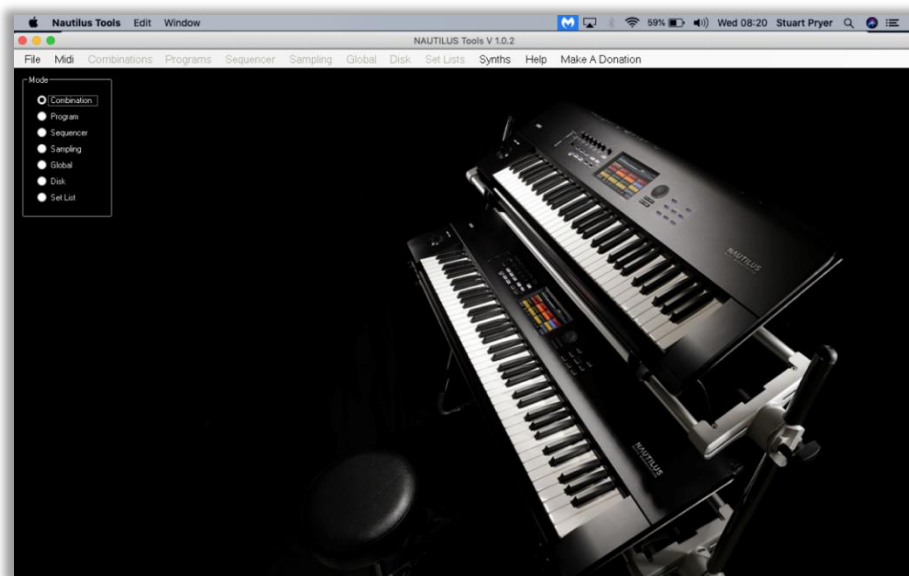 Nautilus Tools Edit Window 59% Wed 08:20 Stuart Pryer
NAUTILUS Tools V 1.0.2
File Midi Combinations Programs Sequencer Sampling Global Disk Set Lists Synths Help Make A Donation
Mode
Combination
Program
Sequencer
Sampling
Global
Disk
Set List
NAUTILUS
NAUTILUS